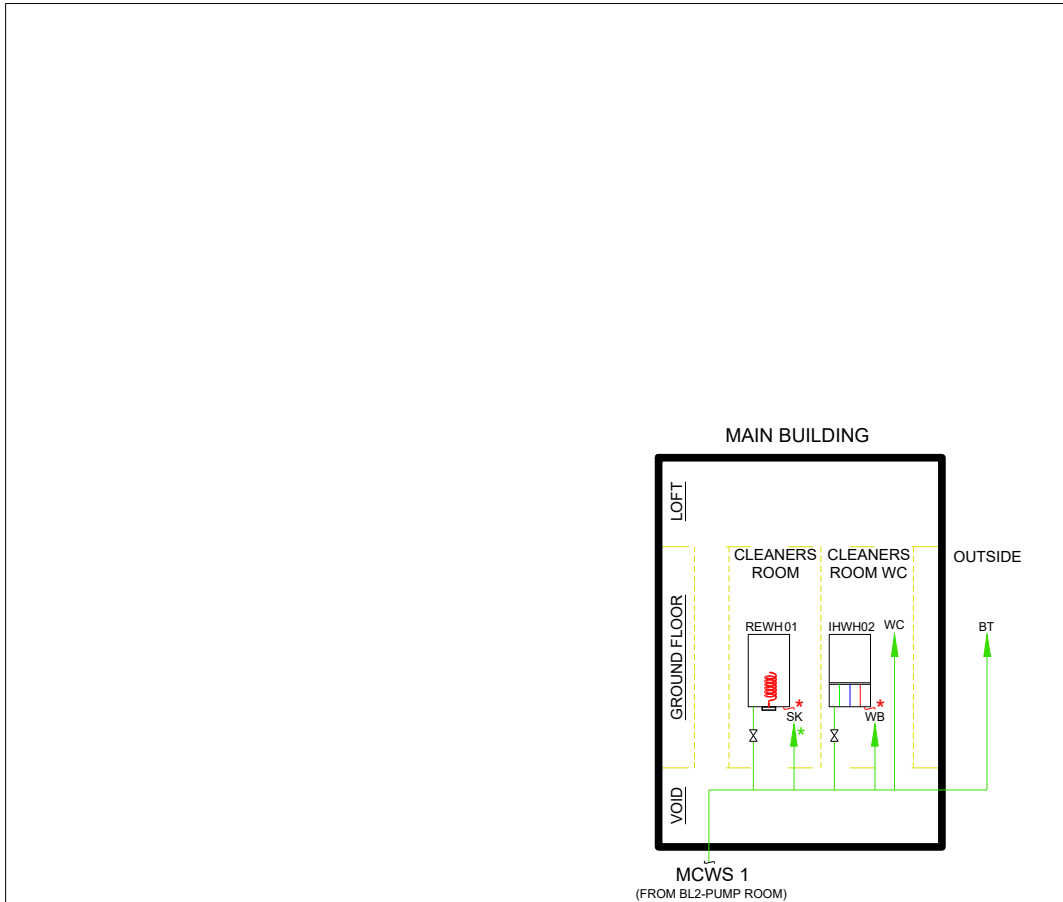 MAIN BUILDING
LOFT
CLEANERS
ROOM
CLEANERS
ROOM WC
OUTSIDE
GROUND FLOOR
REWH01
IHWH02
WC
BT
*
*
SK
WB
*
VOID
MCWS 1
(FROM BL2-PUMP ROOM)